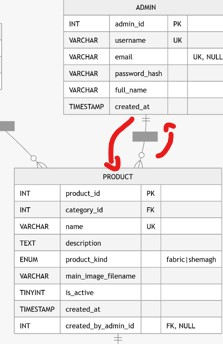 ADMIN
INT admin_id PK
VARCHAR username UK
VARCHAR email UK, NULL
VARCHAR password_hash
VARCHAR full_name
TIMESTAMP created_at
PRODUCT
INT product_id PK
INT category_id FK
VARCHAR name UK
TEXT description
ENUM product_kind fabric|shemagh
VARCHAR main_image_filename
TINYINT is_active
TIMESTAMP created_at
INT created_by_admin_id FK, NULL